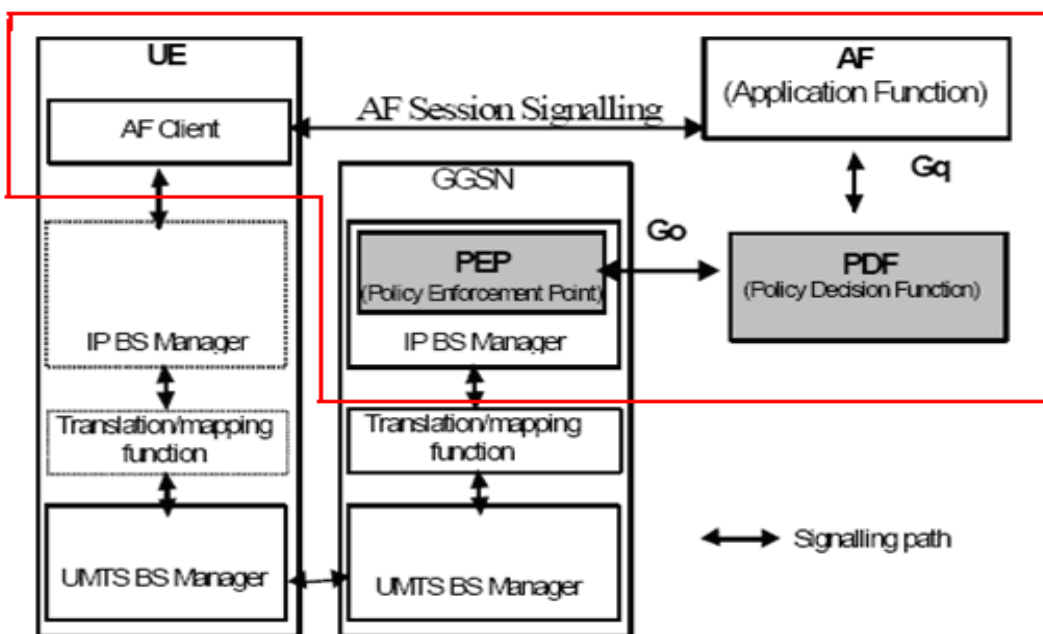 UE
AF Client
AF Session Signalling
AF
(Application Function)
Gq
GGSN
PEP
(Policy Enforcement Point)
IP BS Manager
Go
PDF
(Policy Decision Function)
IP BS Manager
Translation/mapping
function
Translation/mapping
function
UMTS BS Manager
UMTS BS Manager
Signalling path